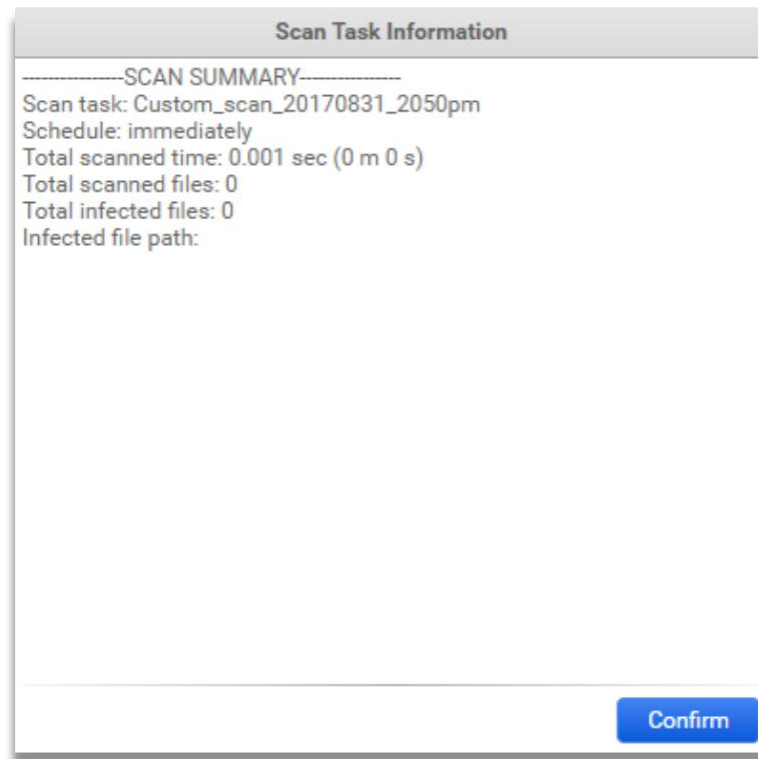 Scan Task Information
----------------SCAN SUMMARY----------------
Scan task: Custom_scan_20170831_2050pm
Schedule: immediately
Total scanned time: 0.001 sec (0 m 0 s)
Total scanned files: 0
Total infected files: 0
Infected file path:
Confirm